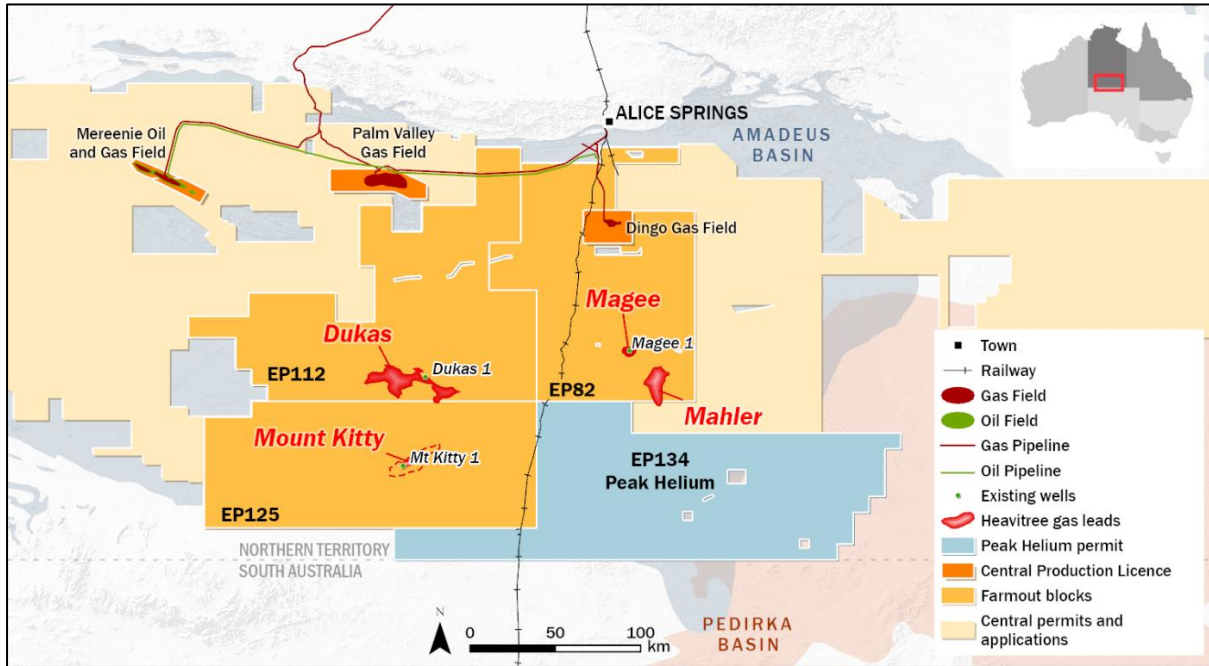 ALICE SPRINGS
AMADEUS
BASIN
Mereenie Oil
and Gas Field
Palm Valley
Gas Field
Dingo Gas Field
Magee
Magee 1
Dukas
Dukas 1
EP112
EP82
Mahler
Mount Kitty
Mt Kitty 1
EP134
Peak Helium
EP125
NORTHERN TERRITORY
SOUTH AUSTRALIA
PEDIRKA
BASIN
N
0 50 100
km
Town
Railway
Gas Field
Oil Field
Gas Pipeline
Oil Pipeline
Existing wells
Heavitree gas leads
Peak Helium permit
Central Production Licence
Farmout blocks
Central permits and
applications